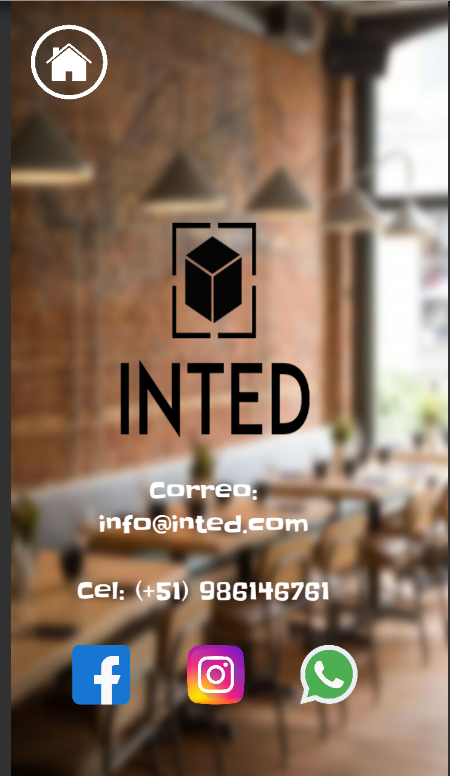 INTED
Correo:
info@inted.com
Cel: (+51) 986146761